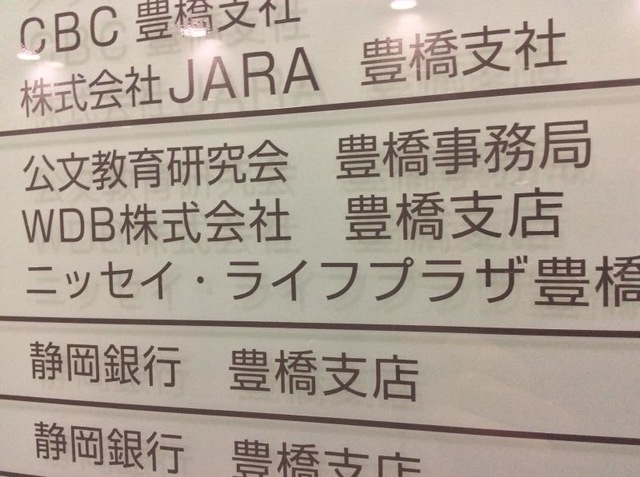 CBC 豊橋支社
株式会社JARA 豊橋支社
公文教育研究会 豊橋事務局
WDB株式会社 豊橋支店
ニッセイ・ライフプラザ豊橋
静岡銀行 豊橋支店
静岡銀行 豊橋支店